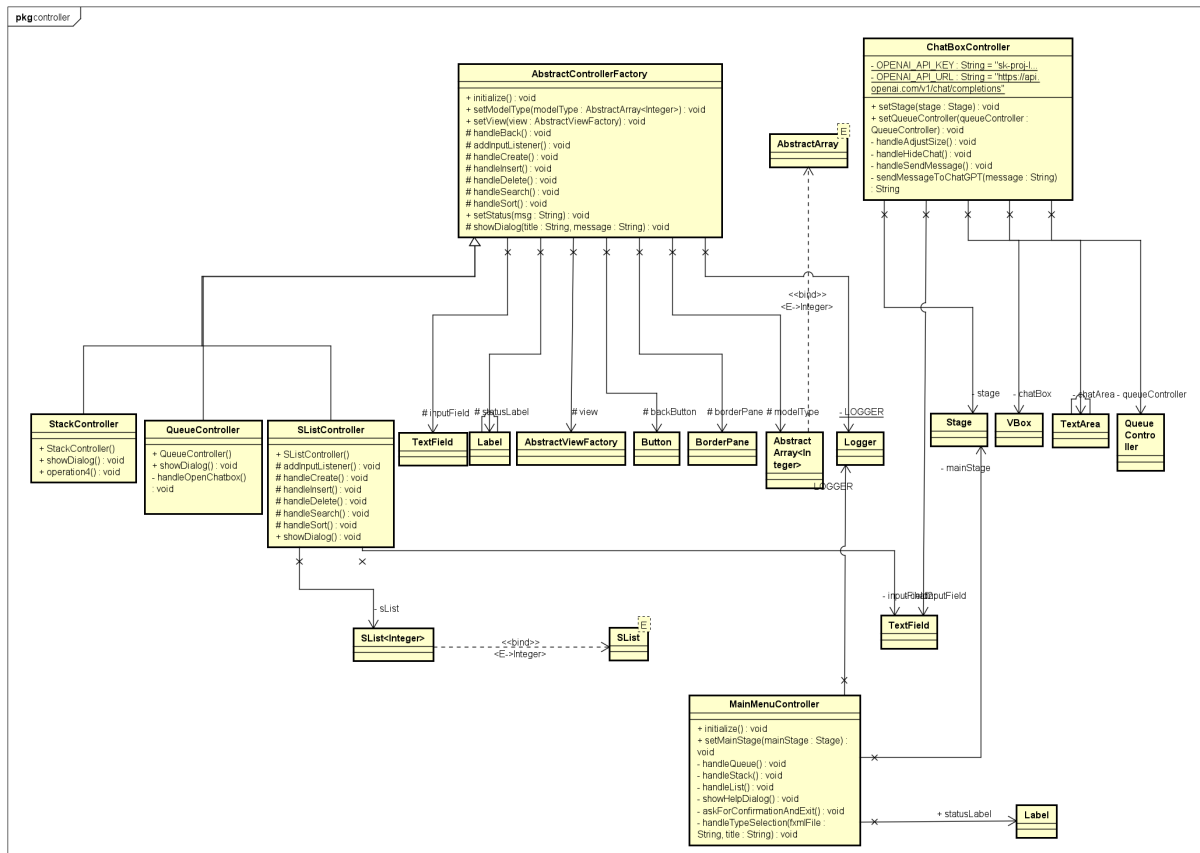 pkg controller
ChatBoxController
- OPENAI_API_KEY : String = "sk-proj-l...
- OPENAI_API_URL : String = "https://api.
openai.com/v1/chat/completions"
+ setStage(stage : Stage) : void
+ setQueueController(queueController :
QueueController) : void
- handleAdjustSize() : void
- handleHideChat() : void
- handleSendMessage() : void
- sendMessageToChatGPT(message : String)
: String
AbstractControllerFactory
+ initialize() : void
+ setModelType(modelType : AbstractArray<Integer>) : void
+ setView(view : AbstractViewFactory) : void
# handleBack() : void
# addInputListener() : void
# handleCreate() : void
# handleInsert() : void
# handleDelete() : void
# handleSearch() : void
# handleSort() : void
+ setStatus(msg : String) : void
# showDialog(title : String, message : String) : void
E
AbstractArray
<<bind>>
<E->Integer>
- stage
- chatBox
- chatArea
- queueController
# inputField
# statusLabel
# view
# backButton
# borderPane
# modelType
- LOGGER
StackController
+ StackController()
+ showDialog() : void
+ operation4() : void
QueueController
+ QueueController()
+ showDialog() : void
- handleOpenChatbox()
: void
SListController
+ SListController()
# addInputListener() : void
# handleCreate() : void
# handleInsert() : void
# handleDelete() : void
# handleSearch() : void
# handleSort() : void
+ showDialog() : void
TextField
Label
AbstractViewFactory
Button
BorderPane
Abstract
Array<In
teger>
Logger
Stage
VBox
TextArea
Queue
Contro
ller
- mainStage
LOGGER
- sList
SList<Integer>
<<bind>>
<E->Integer>
E
SList
TextField
MainMenuController
+ initialize() : void
+ setMainStage(mainStage : Stage) :
void
- handleQueue() : void
- handleStack() : void
- handleList() : void
- showHelpDialog() : void
- askForConfirmationAndExit() : void
- handleTypeSelection(fxmlFile :
String, title : String) : void
+ statusLabel
Label